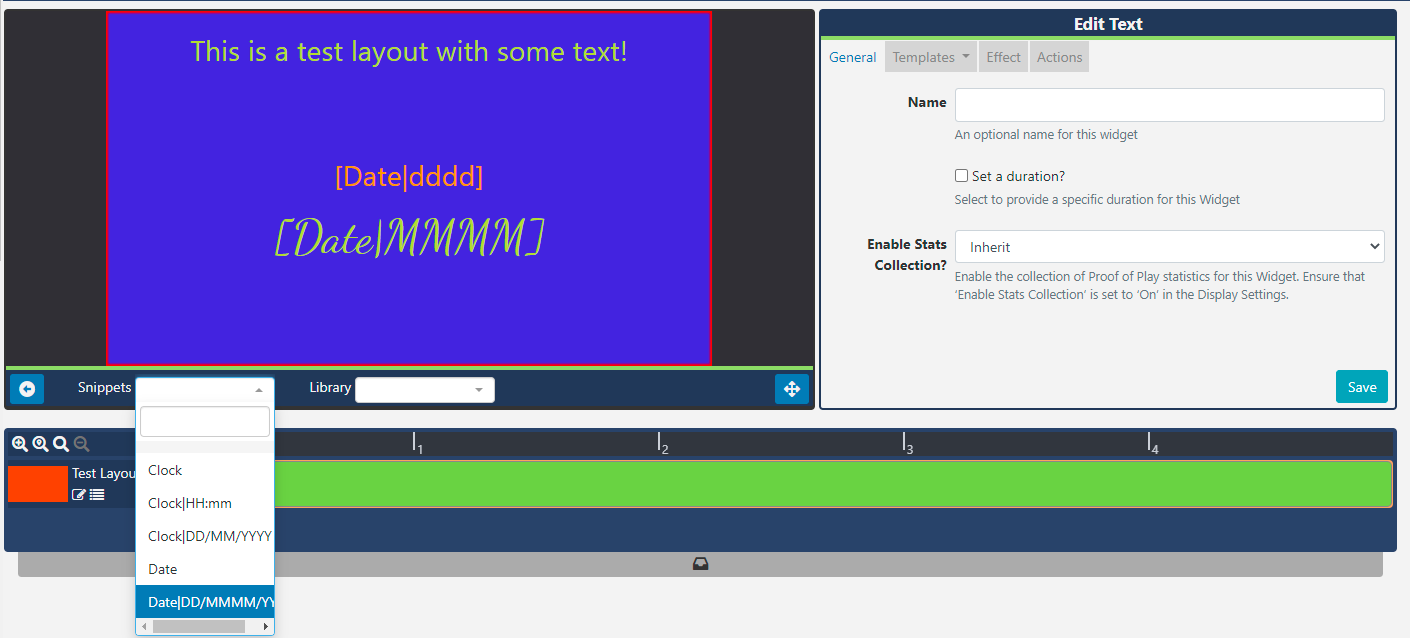 This is a test layout with some text!
[Date|dddd]
[Date|MMMM]
Snippets
Library
Clock
Clock|HH:mm
Clock|DD/MM/YYYY
Date
Date|DD/MMMM/YY
Edit Text
General Templates Effect Actions
Name
An optional name for this widget
Set a duration?
Select to provide a specific duration for this Widget
Enable Stats
Collection?
Inherit
Enable the collection of Proof of Play statistics for this Widget. Ensure that
‘Enable Stats Collection’ is set to ‘On’ in the Display Settings.
Save
1 2 3 4
Test Layou